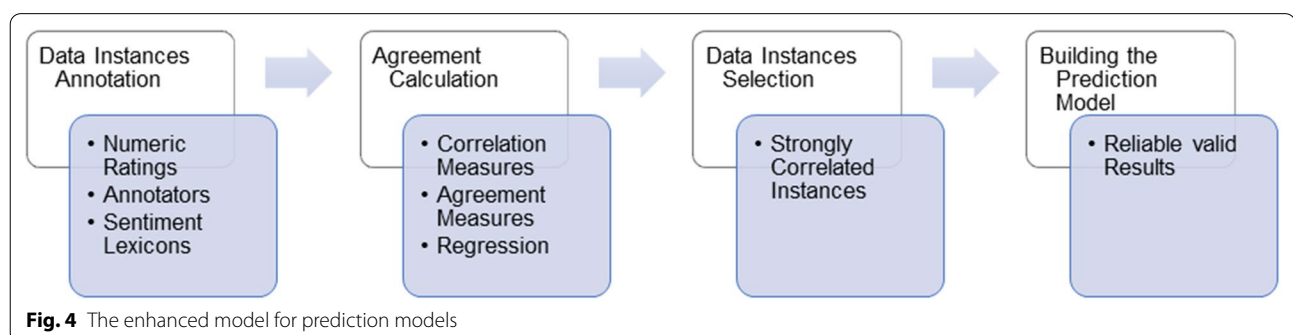 Data Instances
Annotation
• Numeric
Ratings
• Annotators
• Sentiment
Lexicons
Agreement
Calculation
• Correlation
Measures
• Agreement
Measures
• Regression
Data Instances
Selection
• Strongly
Correlated
Instances
Building the
Prediction
Model
• Reliable valid
Results
Fig. 4 The enhanced model for prediction models